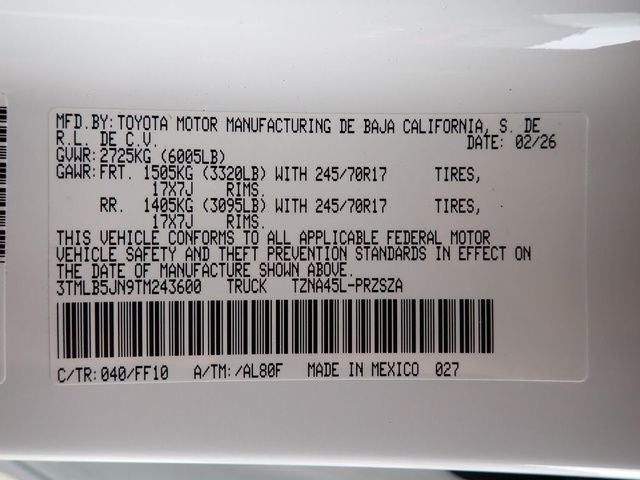 MFD.BY:TOYOTA MOTOR MANUFACTURING DE BAJA CALIFORNIA, S. DE
R.L. DE C.V. DATE: 02/26
GVWR:2725KG (6005LB)
GAWR:FRT. 1505KG (3320LB) WITH 245/70R17 TIRES,
17X7J RIMS.
RR. 1405KG (3095LB) WITH 245/70R17 TIRES,
17X7J RIMS.
THIS VEHICLE CONFORMS TO ALL APPLICABLE FEDERAL MOTOR
VEHICLE SAFETY AND THEFT PREVENTION STANDARDS IN EFFECT ON
THE DATE OF MANUFACTURE SHOWN ABOVE.
3TMLB5JN9TM243600 TRUCK TZNA45L-PRZSZA
C/TR:040/FF10 A/TM:/AL80F MADE IN MEXICO 027